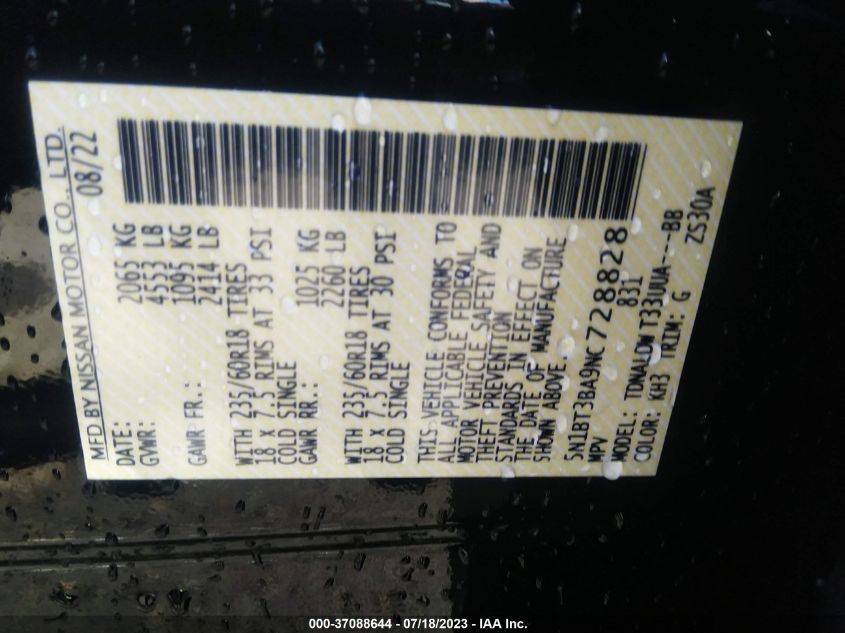 MFD BY NISSAN MOTOR CO., LTD.
DATE: 08/22
GVWR: 2065 KG
4553 LB
GAWR FR.: 1095 KG
2414 LB
WITH 235/60R18 TIRES
18 X 7.5 RIMS AT 33 PSI
COLD SINGLE
GAWR RR.: 1025 KG
2260 LB
WITH 235/60R18 TIRES
18 X 7.5 RIMS AT 30 PSI
COLD SINGLE
THIS VEHICLE CONFORMS TO
ALL APPLICABLE FEDERAL
MOTOR VEHICLE SAFETY AND
THEFT PREVENTION
STANDARDS IN EFFECT ON
THE DATE OF MANUFACTURE
SHOWN ABOVE
5N1BT3BA9NC728828
MPV 831
MODEL: TDNALDW T33UUA---BB
COLOR: KH3 TRIM: G ZS30A
000-37088644 - 07/18/2023 - IAA Inc.